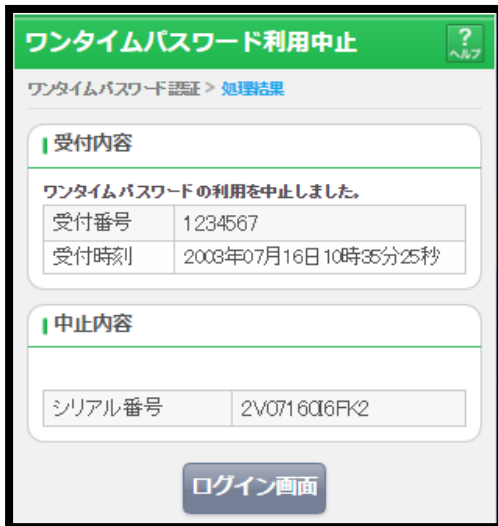 ワンタイムパスワード利用中止
?
ヘルプ
ワンタイムパスワード認証 > 処理結果
受付内容
ワンタイムパスワードの利用を中止しました。
受付番号 1234567
受付時刻 2003年07月16日10時35分25秒
中止内容
シリアル番号
ログイン画面